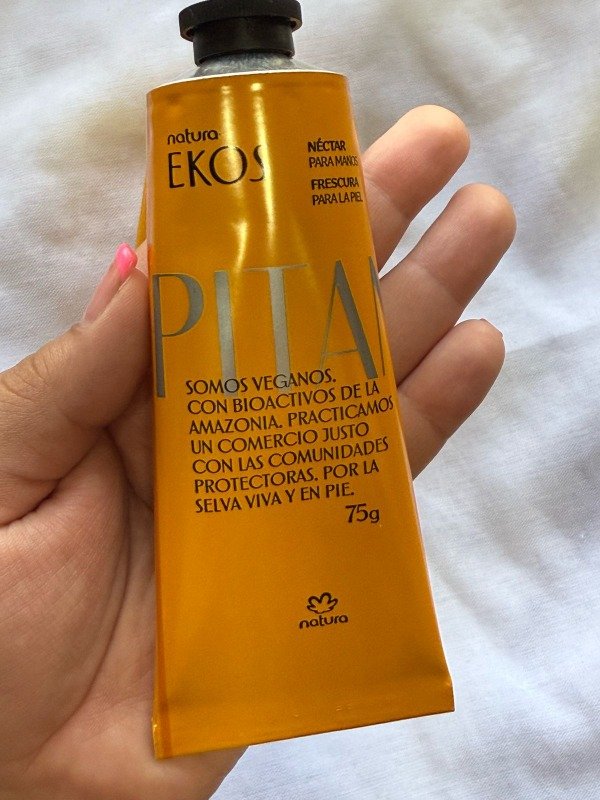 natura
EKOS
NÉCTAR
PARA MANOS
FRESCURA
PARA LA PIEL
PITA
SOMOS VEGANOS.
CON BIOACTIVOS DE LA
AMAZONIA. PRACTICAMOS
UN COMERCIO JUSTO
CON LAS COMUNIDADES
PROTECTORAS. POR LA
SELVA VIVA Y EN PIE.
75g
natura